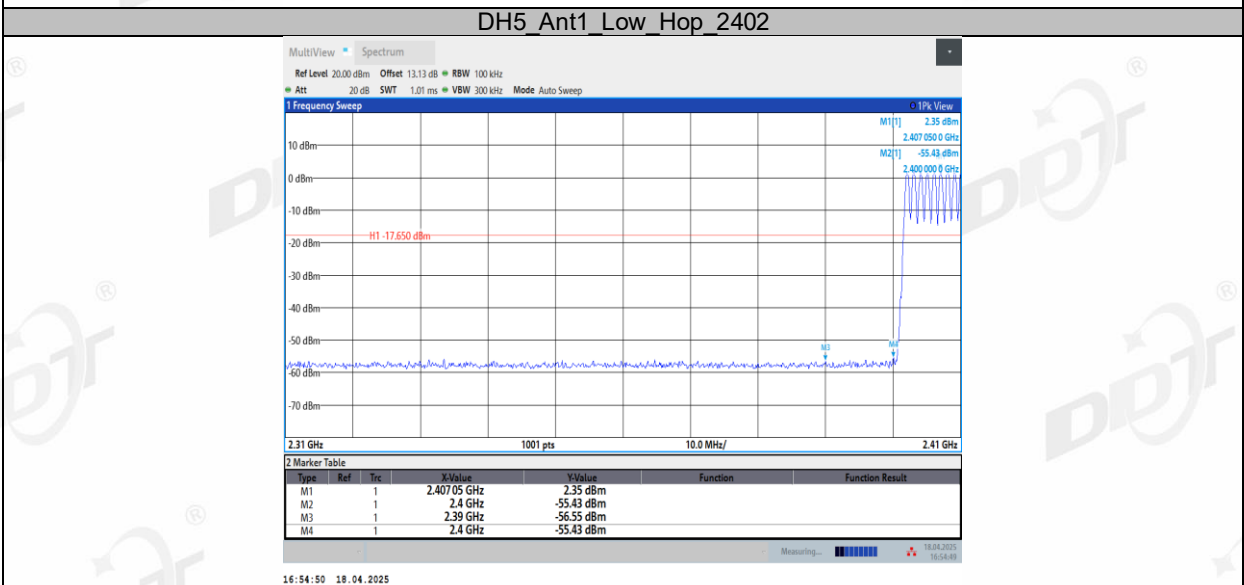 DH5_Ant1_Low_Hop_2402
MultiView Spectrum
Ref Level 20.00 dBm Offset 13.13 dB RBW 100 kHz
Att 20 dB SWT 1.01 ms VBW 300 kHz Mode Auto Sweep
1 Frequency Sweep 1Pk View
M1[1] 2.35 dBm
2.407 050 0 GHz
10 dBm
M2[1] -55.43 dBm
2.400 000 0 GHz
0 dBm
-10 dBm
H1 -17.650 dBm
-20 dBm
-30 dBm
-40 dBm
-50 dBm
M3 M4
-60 dBm
-70 dBm
2.31 GHz 1001 pts 10.0 MHz/ 2.41 GHz
2 Marker Table
Type Ref Trc X-Value Y-Value Function Function Result
M1 1 2.407 05 GHz 2.35 dBm
M2 1 2.4 GHz -55.43 dBm
M3 1 2.39 GHz -56.55 dBm
M4 1 2.4 GHz -55.43 dBm
Measuring... 18.04.2025
16:54:49
16:54:50 18.04.2025